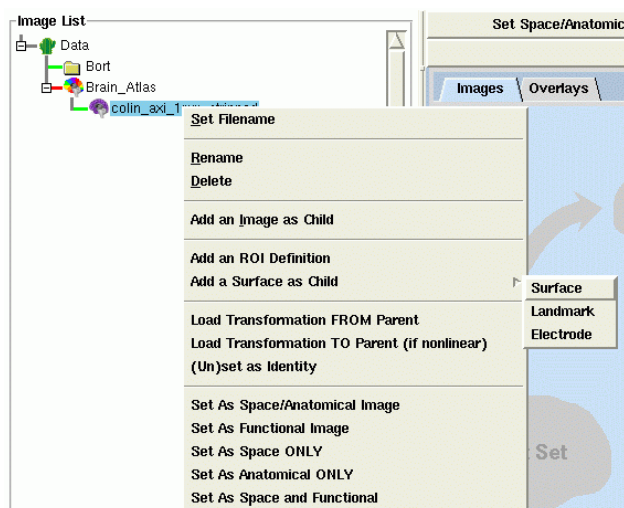 Image List
Set Space/Anatomic
Data
Bort
Brain_Atlas
Images
Overlays
colin_axi_1
Set Filename
Rename
Delete
Add an Image as Child
Add an ROI Definition
Add a Surface as Child
Surface
Landmark
Electrode
Load Transformation FROM Parent
Load Transformation TO Parent (if nonlinear)
(Un)set as Identity
Set As Space/Anatomical Image
Set As Functional Image
Set As Space ONLY
Set As Anatomical ONLY
Set As Space and Functional
Set